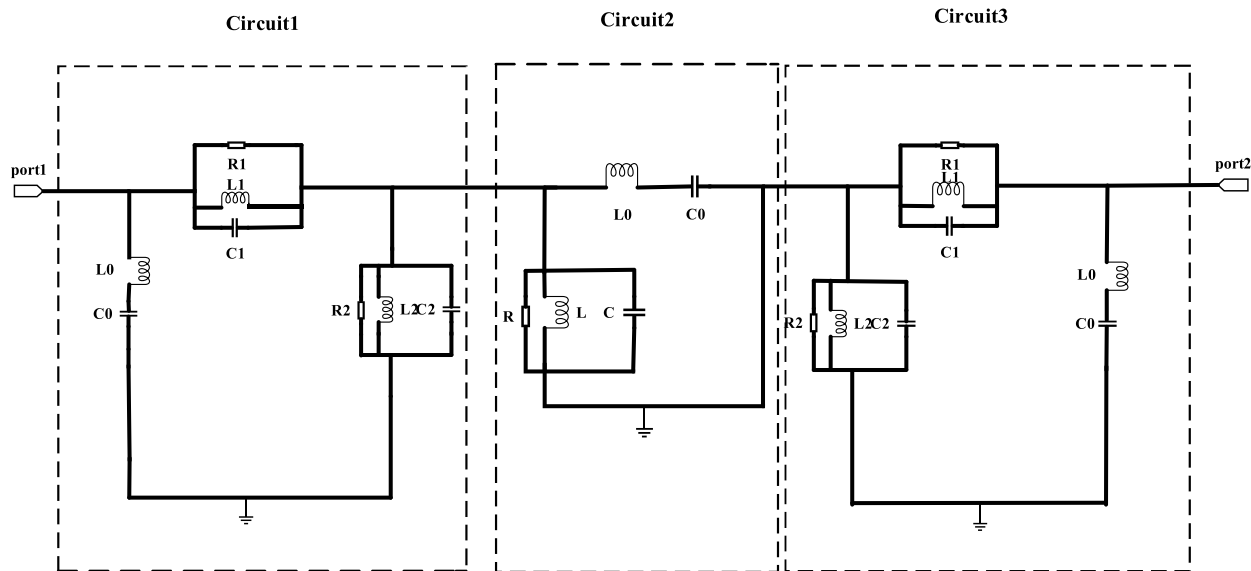 Circuit1
Circuit2
Circuit3
port1
R1
L1
C1
L0
C0
R2
L2
C2
L0
C0
R
L
C
R1
L1
C1
port2
R2
L2
C2
L0
C0